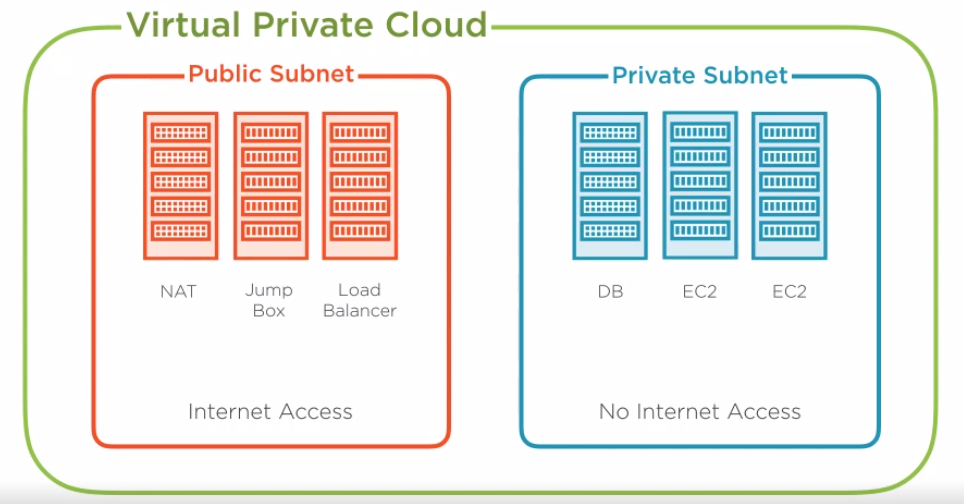 Virtual Private Cloud
Public Subnet
NAT
Jump
Box
Load
Balancer
Internet Access
Private Subnet
DB
EC2
EC2
No Internet Access